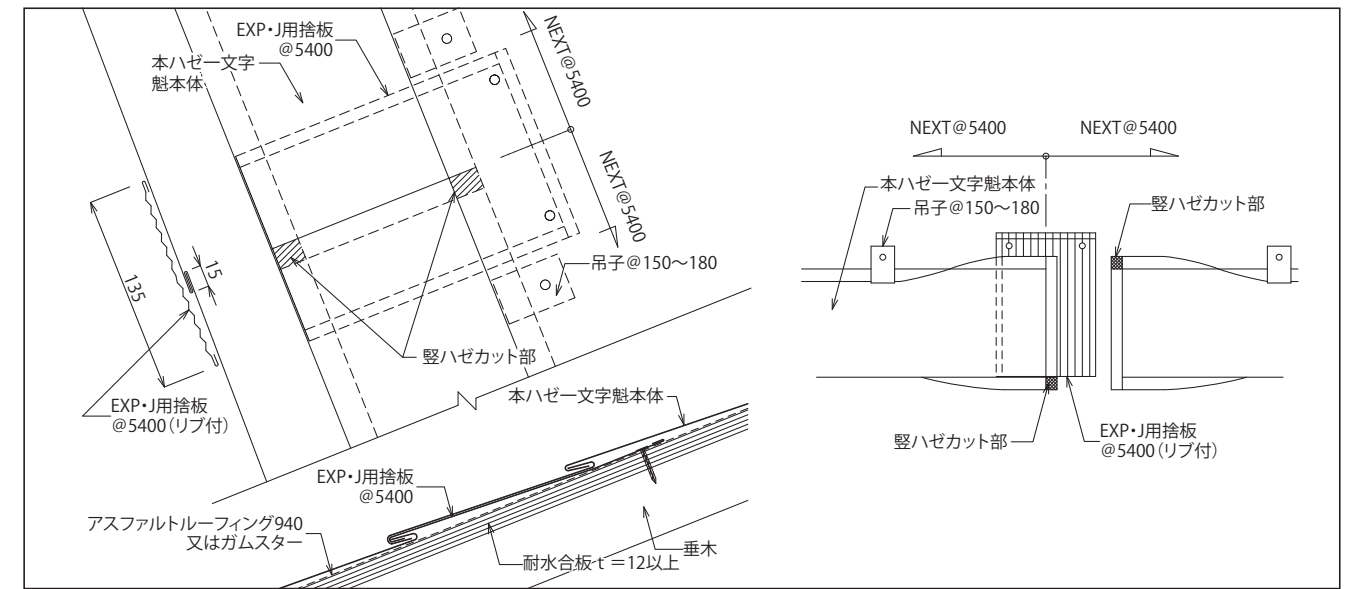 EXP・J用捨板
@5400
本ハゼ一文字
魁本体
NEXT@5400
NEXT@5400
吊子@150〜180
15
135
竪ハゼカット部
EXP・J用捨板
@5400（リブ付）
本ハゼ一文字魁本体
EXP・J用捨板
@5400
アスファルトルーフィング940
又はガムスター
垂木
耐水合板 t =12以上
NEXT@5400
NEXT@5400
本ハゼ一文字魁本体
吊子@150〜180
竪ハゼカット部
竪ハゼカット部
EXP・J用捨板
@5400（リブ付）